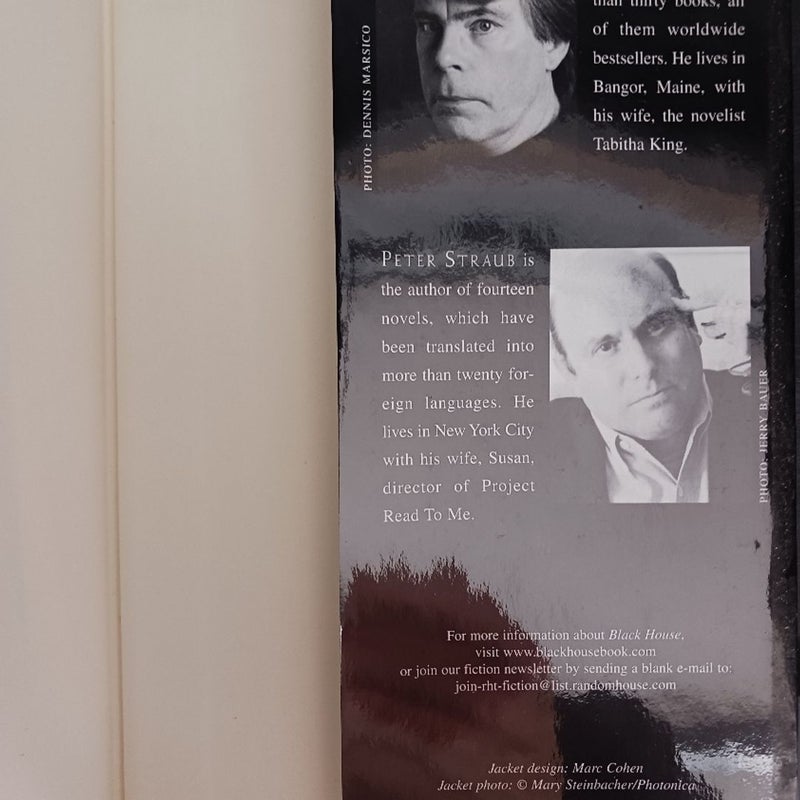 than thirty books, all
of them worldwide
bestsellers. He lives in
Bangor, Maine, with
his wife, the novelist
Tabitha King.
PHOTO: DENNIS MARSICO
PETER STRAUB is
the author of fourteen
novels, which have
been translated into
more than twenty for-
eign languages. He
lives in New York City
with his wife, Susan,
director of Project
Read To Me.
PHOTO: JERRY BAUER
For more information about Black House,
visit www.blackhousebook.com
or join our fiction newsletter by sending a blank e-mail to:
join-rht-fiction@list.randomhouse.com
Jacket design: Marc Cohen
Jacket photo: © Mary Steinbacher/Photonica